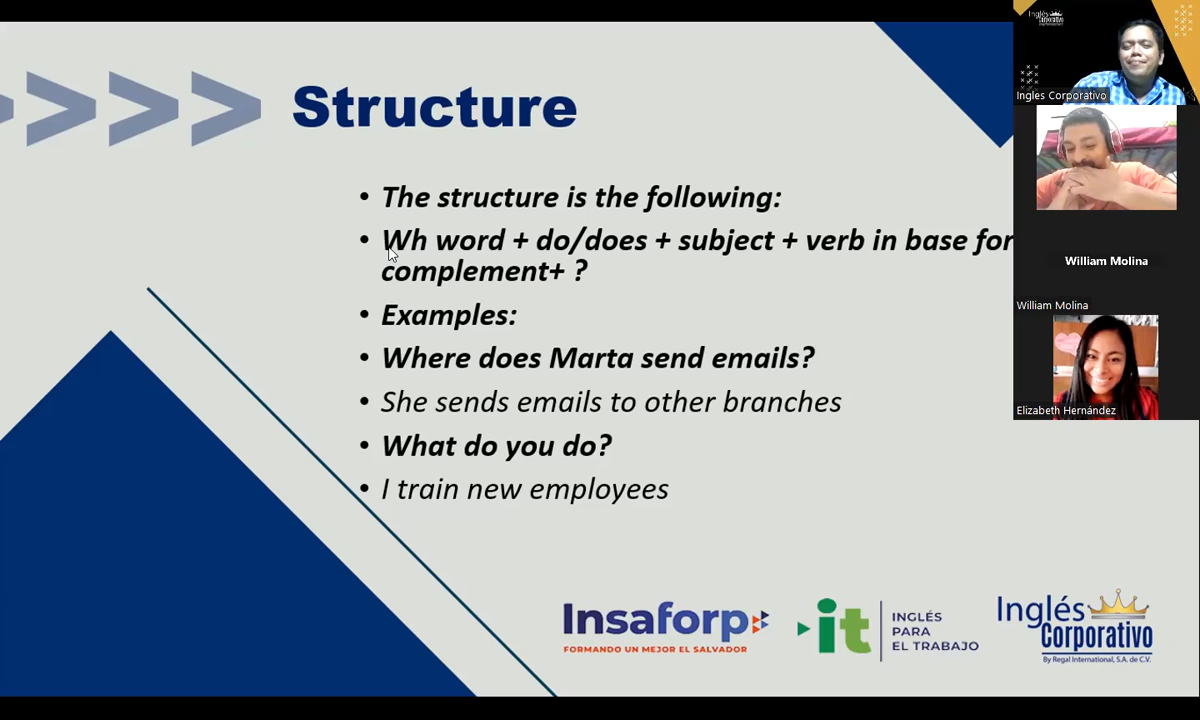 Structure
• The structure is the following:
• Wh word + do/does + subject + verb in base for
complement+ ?
• Examples:
• Where does Marta send emails?
• She sends emails to other branches
• What do you do?
• I train new employees
Insaforp
FORMANDO UN MEJOR EL SALVADOR
it
INGLÉS
PARA
EL TRABAJO
Inglés
Corporativo
By Regal International, S.A. de C.V.
Inglés
Corporativo
Ingles Corporativo
William Molina
William Molina
Elizabeth Hernández